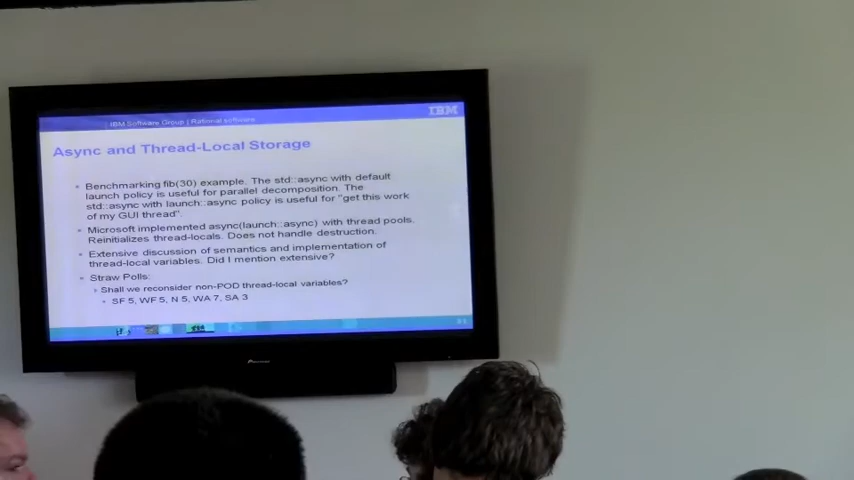 IBM Software Group | Rational software
IBM
Async and Thread-Local Storage
Benchmarking fib(30) example. The std::async with default
launch policy is useful for parallel decomposition. The
std::async with launch::async policy is useful for "get this work
of my GUI thread".
Microsoft implemented async(launch::async) with thread pools.
Reinitializes thread-locals. Does not handle destruction.
Extensive discussion of semantics and implementation of
thread-local variables. Did I mention extensive?
Straw Polls:
Shall we reconsider non-POD thread-local variables?
SF 5, WF 5, N 5, WA 7, SA 3
Pioneer